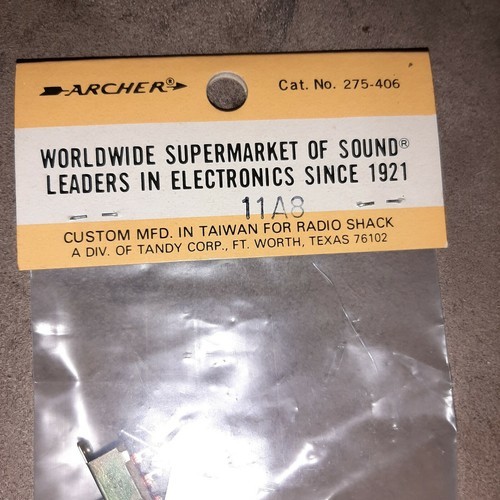 ARCHER®
Cat. No. 275-406
WORLDWIDE SUPERMARKET OF SOUND®
LEADERS IN ELECTRONICS SINCE 1921
11A8
CUSTOM MFD. IN TAIWAN FOR RADIO SHACK
A DIV. OF TANDY CORP., FT. WORTH, TEXAS 76102